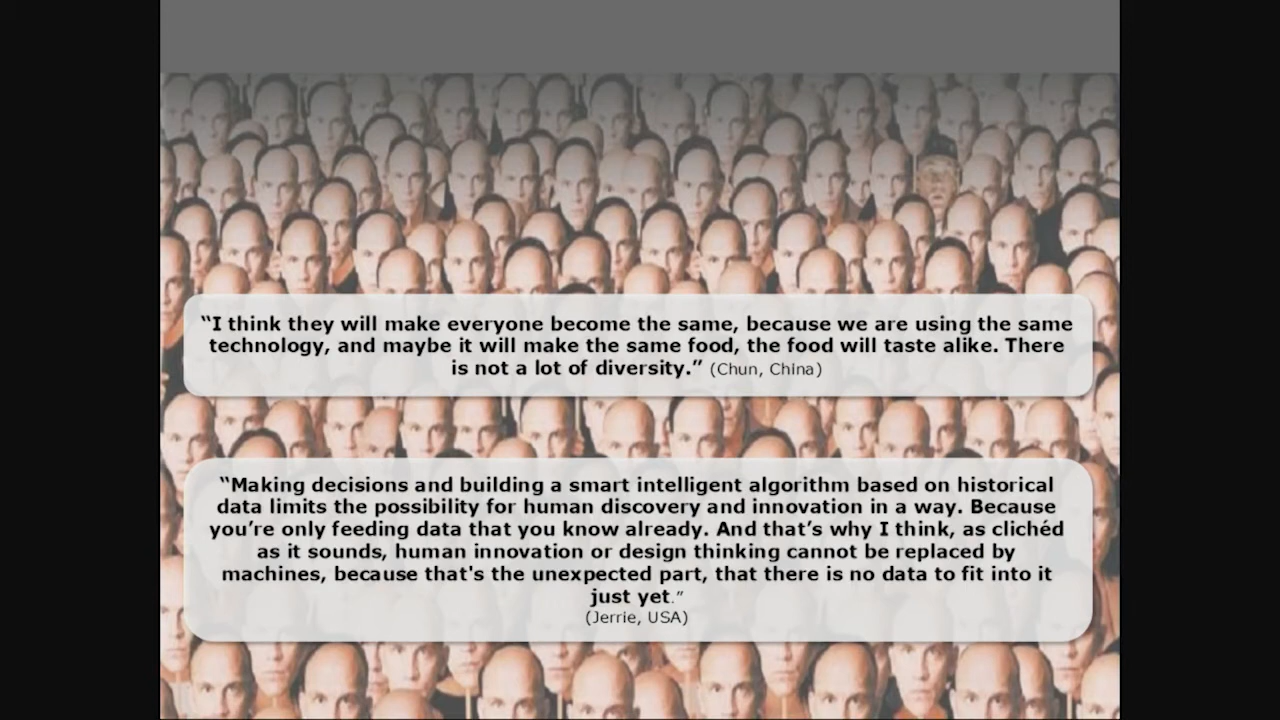 “I think they will make everyone become the same, because we are using the same
technology, and maybe it will make the same food, the food will taste alike. There
is not a lot of diversity.” (Chun, China)
“Making decisions and building a smart intelligent algorithm based on historical
data limits the possibility for human discovery and innovation in a way. Because
you’re only feeding data that you know already. And that’s why I think, as clichéd
as it sounds, human innovation or design thinking cannot be replaced by
machines, because that's the unexpected part, that there is no data to fit into it
just yet.”
(Jerrie, USA)